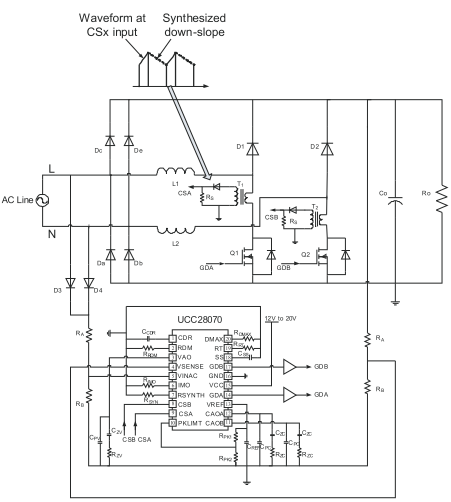 Waveform at CSx input
Synthesized down-slope
Dc
De
D1
D2
L
L1
CSA
RS
T1
AC Line
N
L2
CSB
RS
T2
CO
RO
Da
Db
Q1
Q2
GDA
GDB
D3
D4
UCC28070
12V to 20V
CCDR
RRDM
RIMO
RSYN
1 CDR
2 RDM
3 VAO
4 VSENSE
5 VINAC
6 IMO
7 RSYNTH
8 CSB
9 CSA
10 PKLIMT
DMAX 20
RT 19
SS 18
GDB 17
GND 16
VCC 15
GDA 14
VREF 13
CAOA 12
CAOB 11
RDMAX
RRT
CSS
GDB
GDA
RA
RB
RA
RB
CPV
CZV
RZV
CSB CSA
RPK1
RPK2
CREF
CPC
CZC
RZC
CPC
CZC
RZC